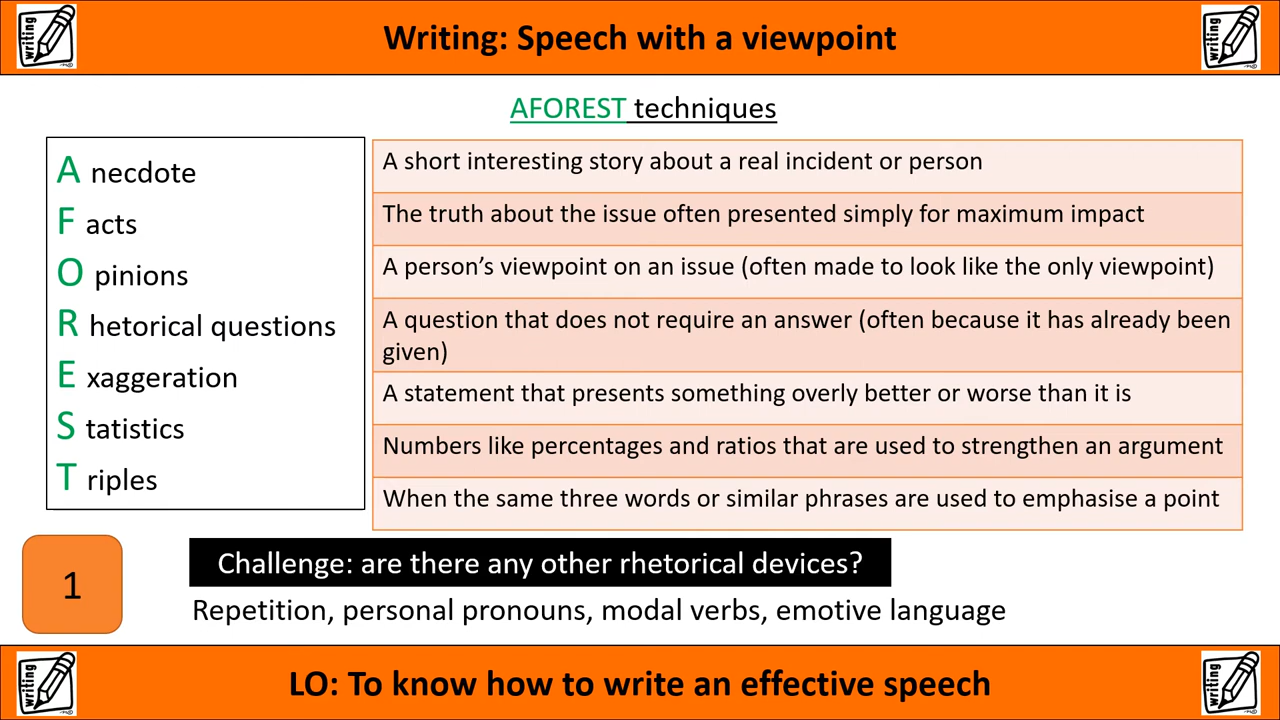 writing
Writing: Speech with a viewpoint
writing
AFOREST techniques
A necdote
F acts
O pinions
R hetorical questions
E xaggeration
S tatistics
T riples
A short interesting story about a real incident or person
The truth about the issue often presented simply for maximum impact
A person’s viewpoint on an issue (often made to look like the only viewpoint)
A question that does not require an answer (often because it has already been
given)
A statement that presents something overly better or worse than it is
Numbers like percentages and ratios that are used to strengthen an argument
When the same three words or similar phrases are used to emphasise a point
1
Challenge: are there any other rhetorical devices?
Repetition, personal pronouns, modal verbs, emotive language
writing
LO: To know how to write an effective speech
writing